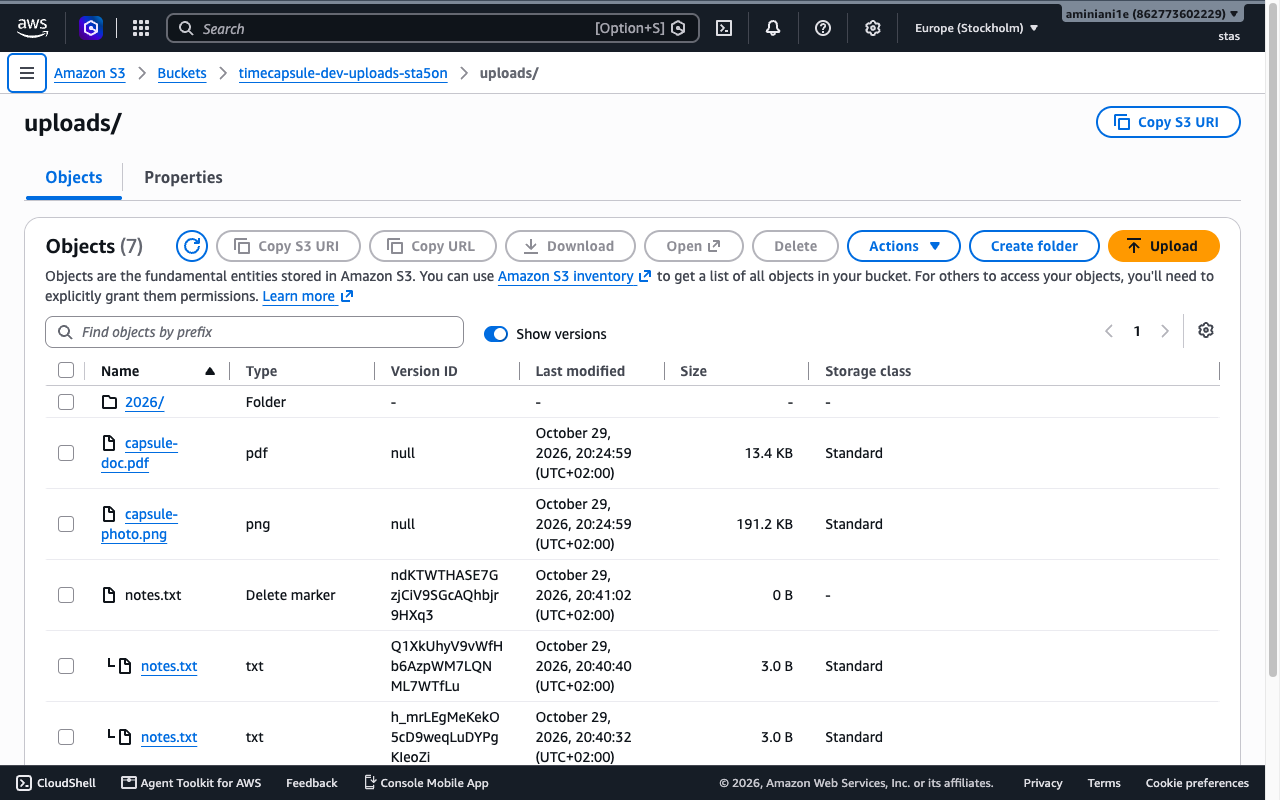 aws
Search
[Option+S]
Europe (Stockholm)
aminiani1e (862773602229)
stas
Amazon S3
Buckets
timecapsule-dev-uploads-sta5on
uploads/
uploads/
Copy S3 URI
Objects
Properties
Objects (7)
Copy S3 URI
Copy URL
Download
Open
Delete
Actions
Create folder
Upload
Objects are the fundamental entities stored in Amazon S3. You can use Amazon S3 inventory to get a list of all objects in your bucket. For others to access your objects, you'll need to
explicitly grant them permissions. Learn more
Find objects by prefix
Show versions
1
Name Type Version ID Last modified Size Storage class
2026/ Folder - - - -
capsule-
doc.pdf
pdf
null
October 29,
2026, 20:24:59
(UTC+02:00)
13.4 KB
Standard
capsule-
photo.png
png
null
October 29,
2026, 20:24:59
(UTC+02:00)
191.2 KB
Standard
notes.txt
Delete marker
ndKTWTHASE7G
zjCiV9SGcAQhbjr
9HXq3
October 29,
2026, 20:41:02
(UTC+02:00)
0 B
-
notes.txt
txt
Q1XkUhyV9vWfH
b6AzpWM7LQN
ML7WTfLu
October 29,
2026, 20:40:40
(UTC+02:00)
3.0 B
Standard
notes.txt
txt
h_mrLEgMeKekO
5cD9weqLuDYPg
KIeoZi
October 29,
2026, 20:40:32
(UTC+02:00)
3.0 B
Standard
CloudShell
Agent Toolkit for AWS
Feedback
Console Mobile App
© 2026, Amazon Web Services, Inc. or its affiliates.
Privacy
Terms
Cookie preferences